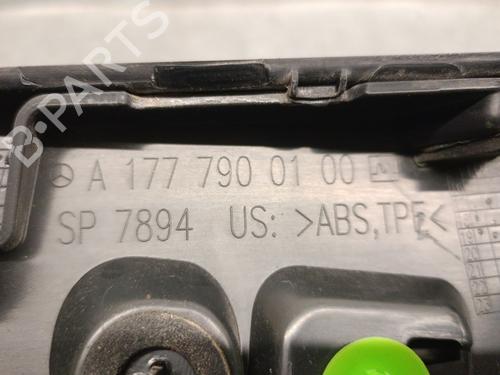 B-PARTS
A 177 790 01 00
SP 7894 US: >ABS,TPE<